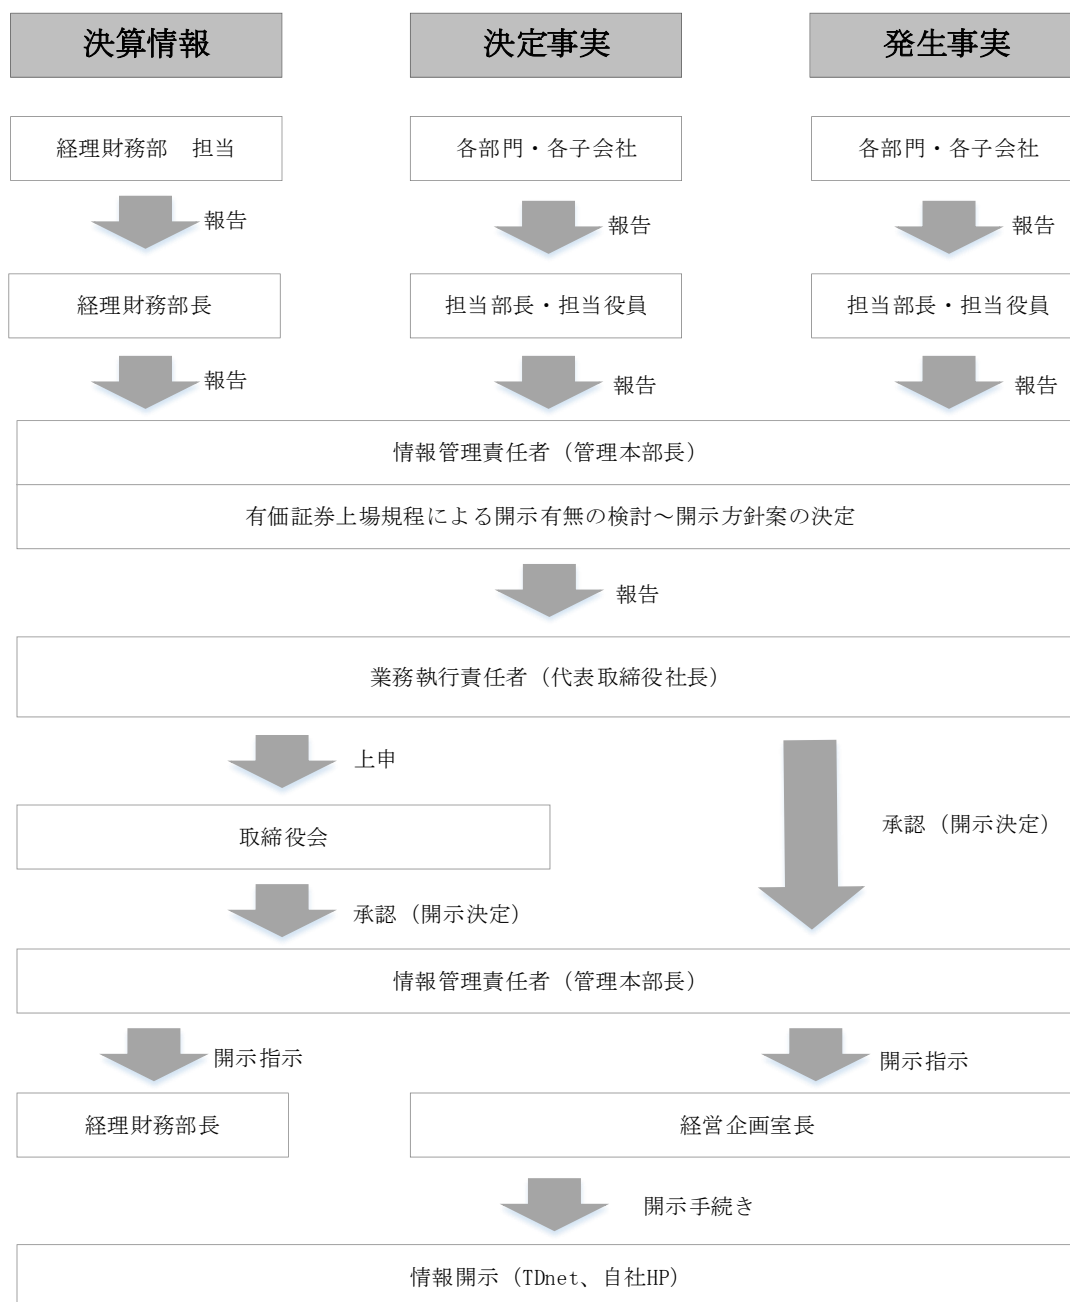 決算情報
決定事実
発生事実
経理財務部　担当
各部門・各子会社
各部門・各子会社
報告
報告
報告
経理財務部長
担当部長・担当役員
担当部長・担当役員
報告
報告
報告
情報管理責任者（管理本部長）
有価証券上場規程による開示有無の検討～開示方針案の決定
報告
業務執行責任者（代表取締役社長）
上申
取締役会
承認（開示決定）
承認（開示決定）
情報管理責任者（管理本部長）
開示指示
開示指示
経理財務部長
経営企画室長
開示手続き
情報開示（TDnet、自社HP）